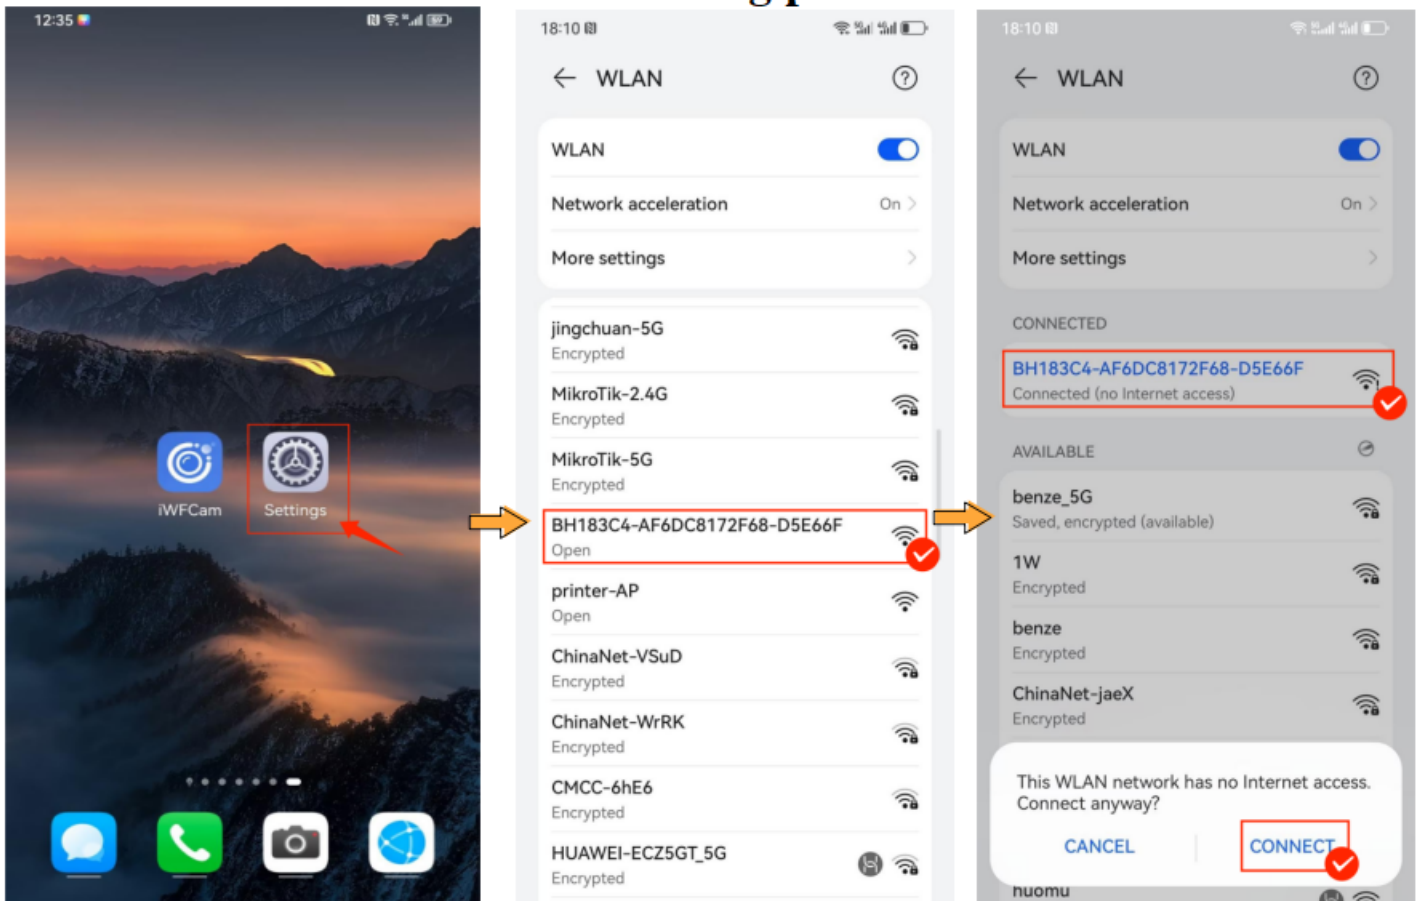 12:35
iWFCam
Settings
18:10
WLAN
WLAN
Network acceleration
On
More settings
jingchuan-5G
Encrypted
MikroTik-2.4G
Encrypted
MikroTik-5G
Encrypted
BH183C4-AF6DC8172F68-D5E66F
Open
printer-AP
Open
ChinaNet-VSuD
Encrypted
ChinaNet-WrRK
Encrypted
CMCC-6hE6
Encrypted
HUAWEI-ECZ5GT_5G
Encrypted
18:10
WLAN
WLAN
Network acceleration
On
More settings
CONNECTED
BH183C4-AF6DC8172F68-D5E66F
Connected (no Internet access)
AVAILABLE
benze_5G
Saved, encrypted (available)
1W
Encrypted
benze
Encrypted
ChinaNet-jaeX
Encrypted
This WLAN network has no Internet access.
Connect anyway?
CANCEL
CONNECT
huomu